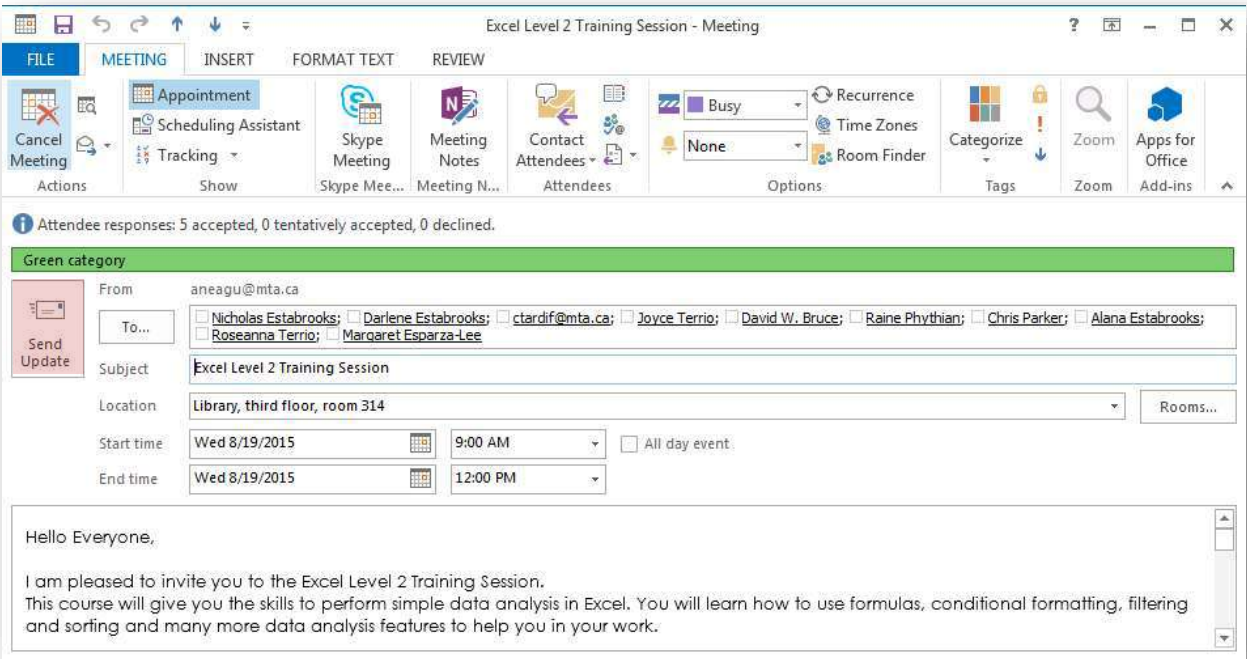 Excel Level 2 Training Session - Meeting
FILE MEETING INSERT FORMAT TEXT REVIEW
Cancel Meeting
Actions
Appointment
Scheduling Assistant
Tracking
Show
Skype Meeting
Skype Mee...
Meeting Notes
Meeting N...
Contact Attendees
Attendees
Busy
None
Recurrence
Time Zones
Room Finder
Options
Categorize
Tags
Zoom
Zoom
Apps for Office
Add-ins
Attendee responses: 5 accepted, 0 tentatively accepted, 0 declined.
Green category
Send Update
From aneagu@mta.ca
To... Nicholas Estabrooks; Darlene Estabrooks; ctardif@mta.ca; Joyce Terrio; David W. Bruce; Raine Phythian; Chris Parker; Alana Estabrooks;
Roseanna Terrio; Margaret Esparza-Lee
Subject Excel Level 2 Training Session
Location Library, third floor, room 314 Rooms...
Start time Wed 8/19/2015 9:00 AM All day event
End time Wed 8/19/2015 12:00 PM
Hello Everyone,
I am pleased to invite you to the Excel Level 2 Training Session.
This course will give you the skills to perform simple data analysis in Excel. You will learn how to use formulas, conditional formatting, filtering
and sorting and many more data analysis features to help you in your work.